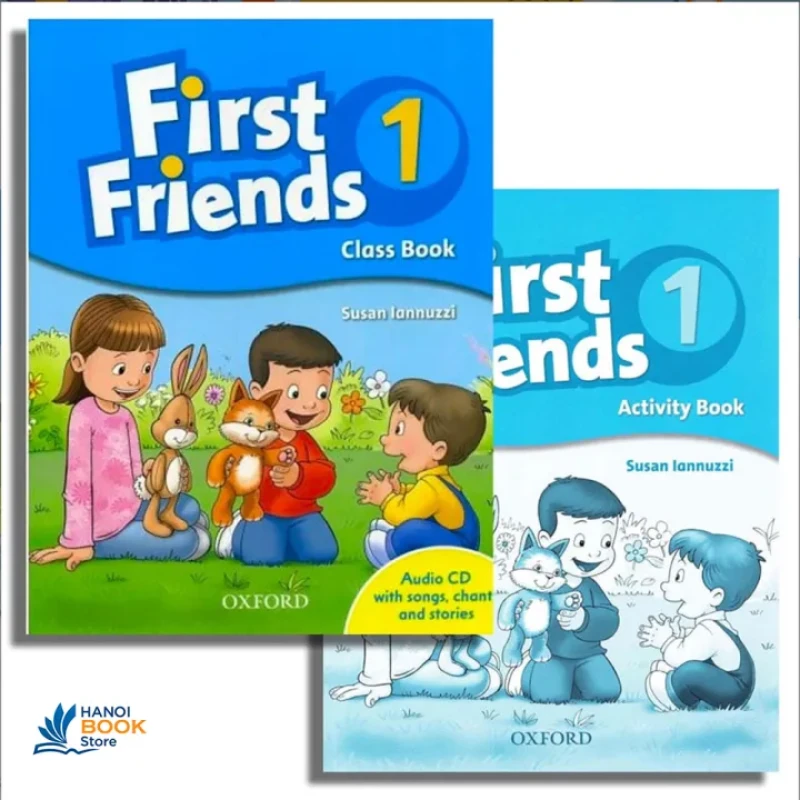 First
Friends
1
Class Book
Susan Iannuzzi
Audio CD
with songs, chant
and stories
OXFORD
irst
ends
1
Activity Book
Susan Iannuzzi
OXFORD
HANOI
BOOK
Store